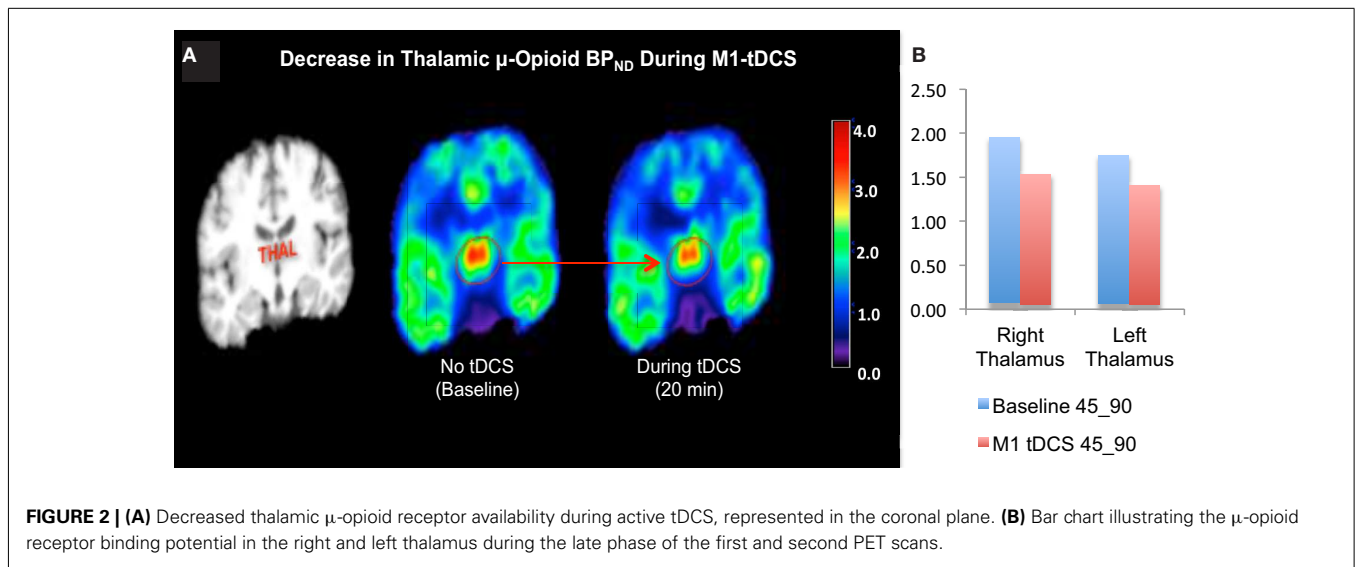 A
Decrease in Thalamic μ-Opioid BPND During M1-tDCS
THAL
No tDCS
(Baseline)
During tDCS
(20 min)
4.0
3.0
2.0
1.0
0.0
B
2.50
2.00
1.50
1.00
0.50
0.00
Right
Thalamus
Left
Thalamus
Baseline 45_90
M1 tDCS 45_90
FIGURE 2 | (A) Decreased thalamic μ-opioid receptor availability during active tDCS, represented in the coronal plane. (B) Bar chart illustrating the μ-opioid
receptor binding potential in the right and left thalamus during the late phase of the first and second PET scans.